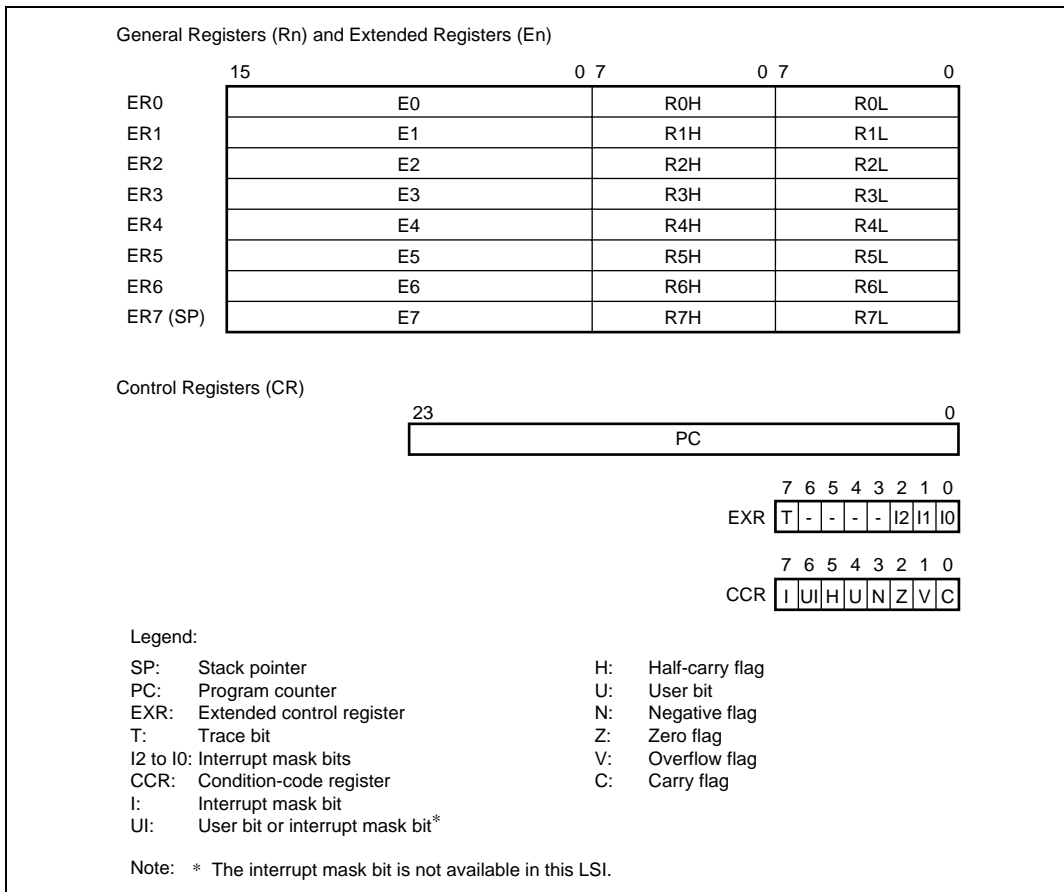 General Registers (Rn) and Extended Registers (En)
15 0 7 0 7 0
ER0 E0 R0H R0L
ER1 E1 R1H R1L
ER2 E2 R2H R2L
ER3 E3 R3H R3L
ER4 E4 R4H R4L
ER5 E5 R5H R5L
ER6 E6 R6H R6L
ER7 (SP) E7 R7H R7L
Control Registers (CR)
23 0
PC
7 6 5 4 3 2 1 0
EXR T - - - - I2 I1 I0
7 6 5 4 3 2 1 0
CCR I UI H U N Z V C
Legend:
SP: Stack pointer
PC: Program counter
EXR: Extended control register
T: Trace bit
I2 to I0: Interrupt mask bits
CCR: Condition-code register
I: Interrupt mask bit
UI: User bit or interrupt mask bit*
H: Half-carry flag
U: User bit
N: Negative flag
Z: Zero flag
V: Overflow flag
C: Carry flag
Note: * The interrupt mask bit is not available in this LSI.